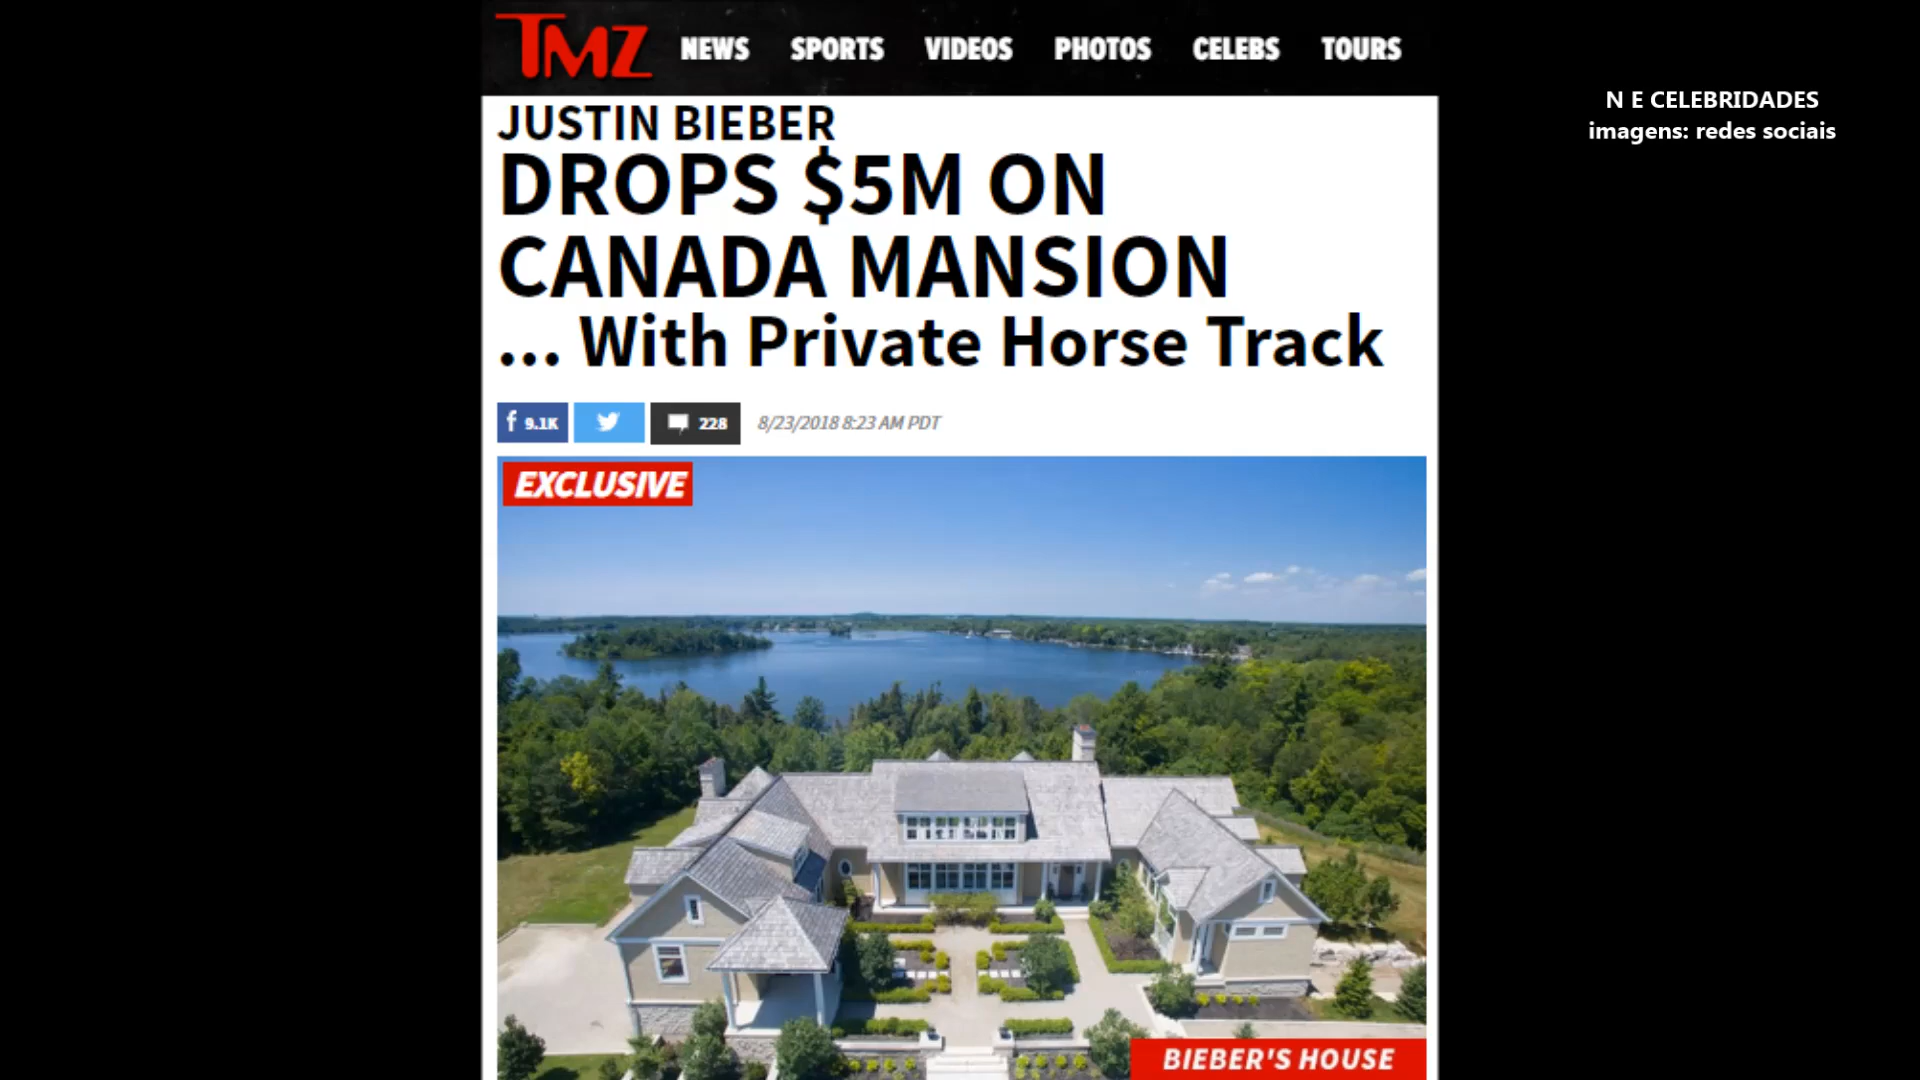 TMZ NEWS SPORTS VIDEOS PHOTOS CELEBS TOURS
N E CELEBRIDADES
imagens: redes sociais
JUSTIN BIEBER
DROPS $5M ON
CANADA MANSION
... With Private Horse Track
f 9.1K 228 8/23/2018 8:23 AM PDT
EXCLUSIVE
BIEBER'S HOUSE